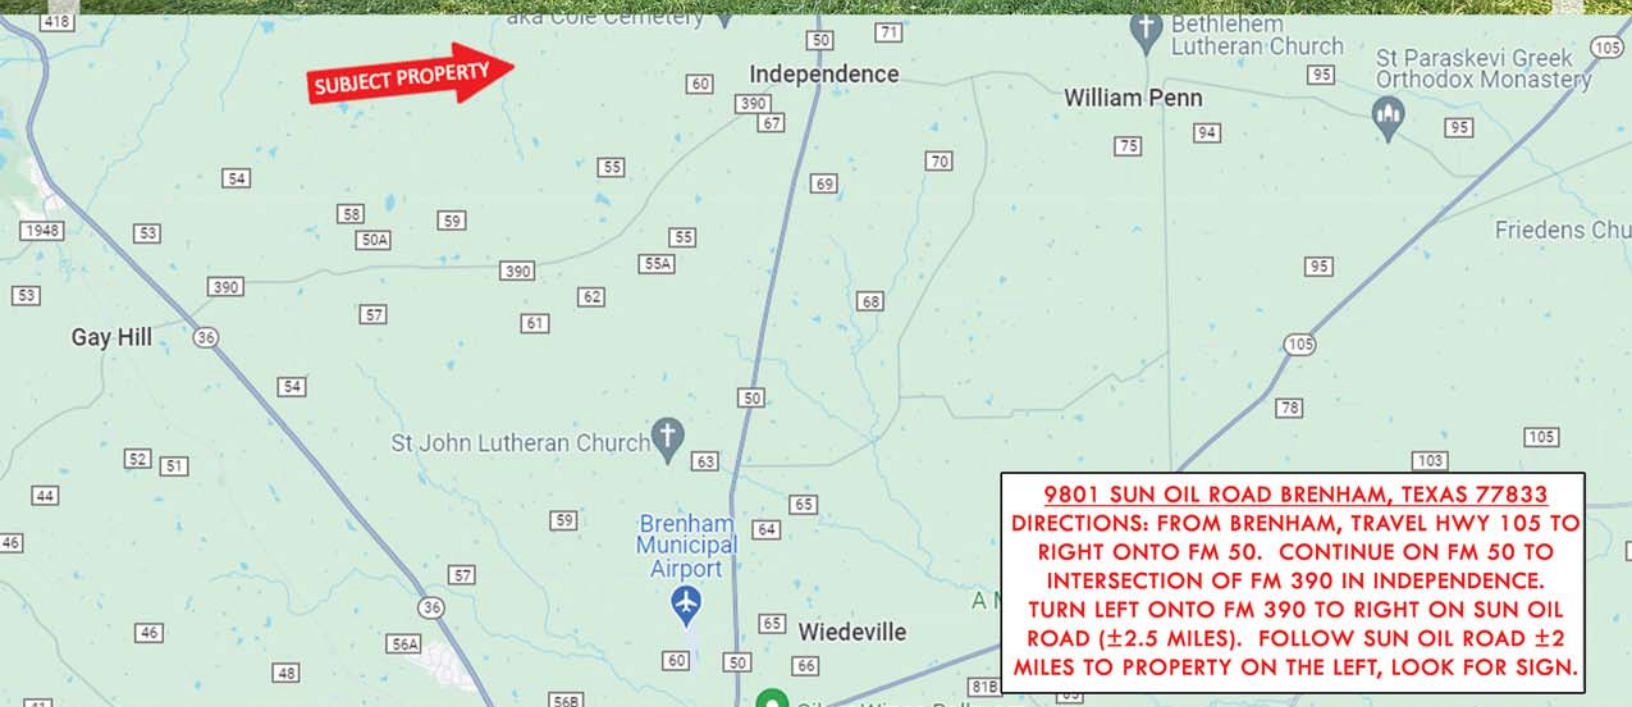 418
aka Cole Cemetery
50
71
Bethlehem
Lutheran Church
105
SUBJECT PROPERTY
60
Independence
St Paraskevi Greek
Orthodox Monastery
95
390
67
William Penn
95
94
75
55
70
54
69
58
59
1948
53
50A
55
Friedens Chu
55A
390
95
390
53
62
68
57
61
Gay Hill
36
105
54
50
78
St John Lutheran Church
63
105
52
51
103
44
65
59
Brenham
Municipal
Airport
64
46
57
36
A
65
Wiedeville
46
56A
60
50
66
48
81B
56B
9801 SUN OIL ROAD BRENHAM, TEXAS 77833
DIRECTIONS: FROM BRENHAM, TRAVEL HWY 105 TO
RIGHT ONTO FM 50. CONTINUE ON FM 50 TO
INTERSECTION OF FM 390 IN INDEPENDENCE.
TURN LEFT ONTO FM 390 TO RIGHT ON SUN OIL
ROAD (±2.5 MILES). FOLLOW SUN OIL ROAD ±2
MILES TO PROPERTY ON THE LEFT, LOOK FOR SIGN.